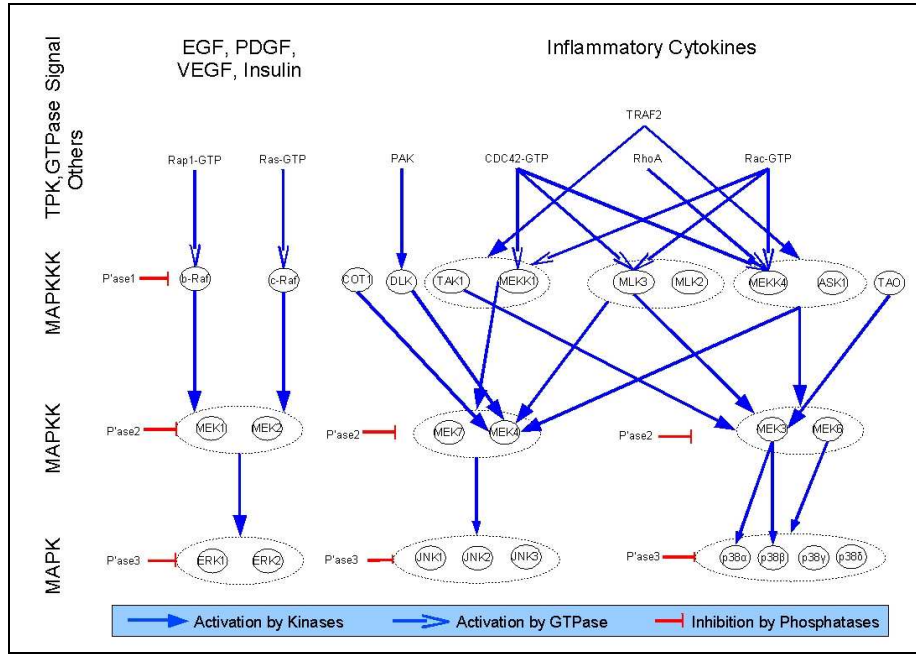 EGF, PDGF,
VEGF, Insulin
Inflammatory Cytokines
TPK,GTPase Signal
Others
TRAF2
Rap1-GTP
Ras-GTP
PAK
CDC42-GTP
RhoA
Rac-GTP
MAPKKK
P'ase1
b-Raf
c-Raf
COT1
DLK
TAK1
MEKK1
MLK3
MLK2
MEKK4
ASK1
TAO
MAPKK
P'ase2
MEK1
MEK2
P'ase2
MEK7
MEK4
P'ase2
MEK3
MEK6
MAPK
P'ase3
ERK1
ERK2
P'ase3
JNK1
JNK2
JNK3
P'ase3
p38α
p38β
p38γ
p38δ
Activation by Kinases
Activation by GTPase
Inhibition by Phosphatases